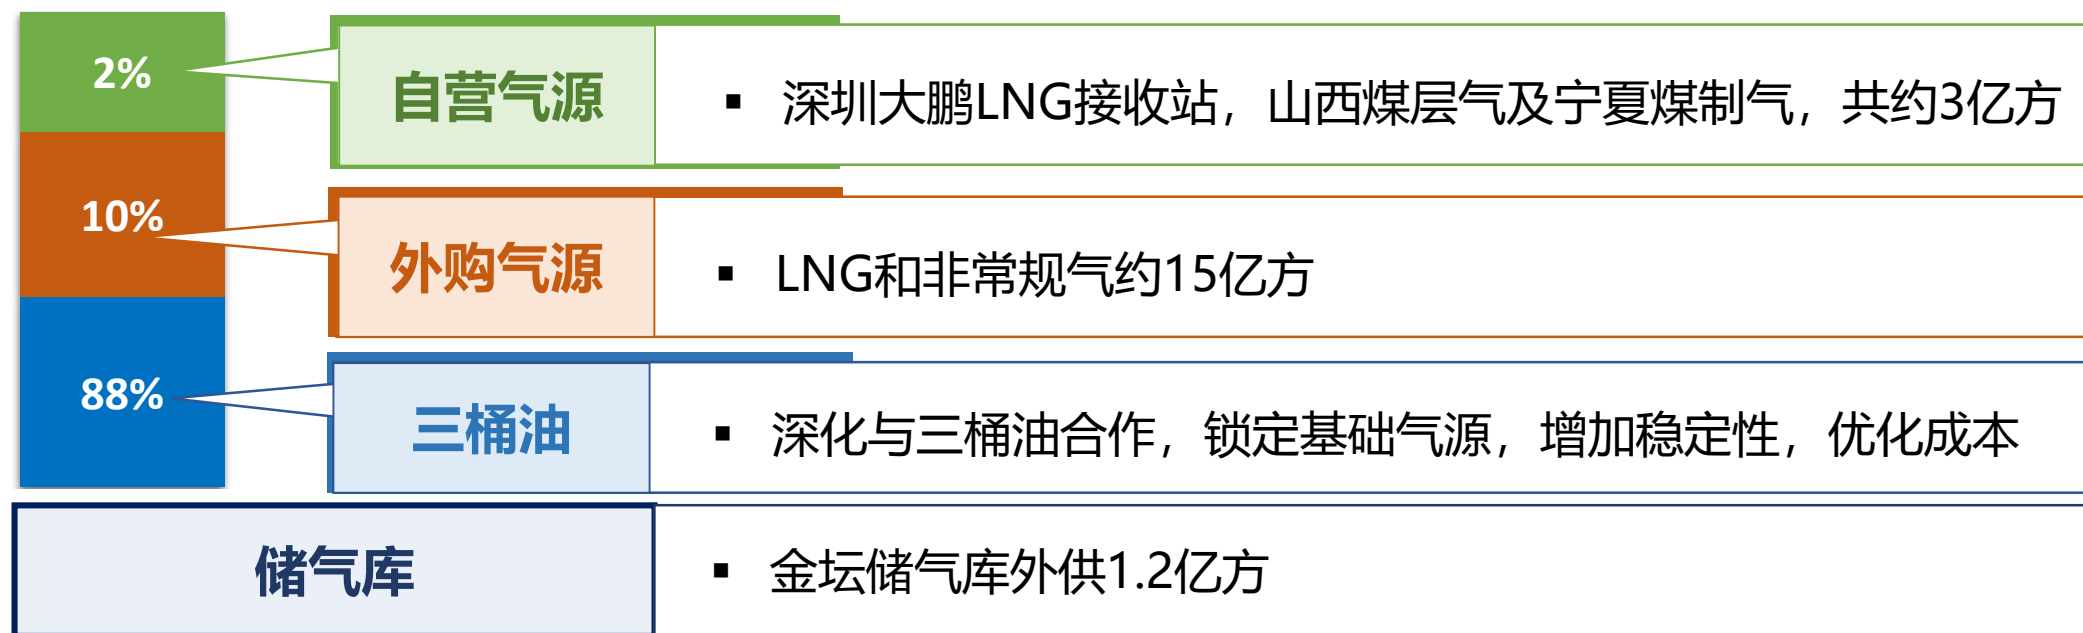 2%
自营气源
▪ 深圳大鹏LNG接收站，山西煤层气及宁夏煤制气，共约3亿方
10%
外购气源
▪ LNG和非常规气约15亿方
88%
三桶油
▪ 深化与三桶油合作，锁定基础气源，增加稳定性，优化成本
储气库
▪ 金坛储气库外供1.2亿方